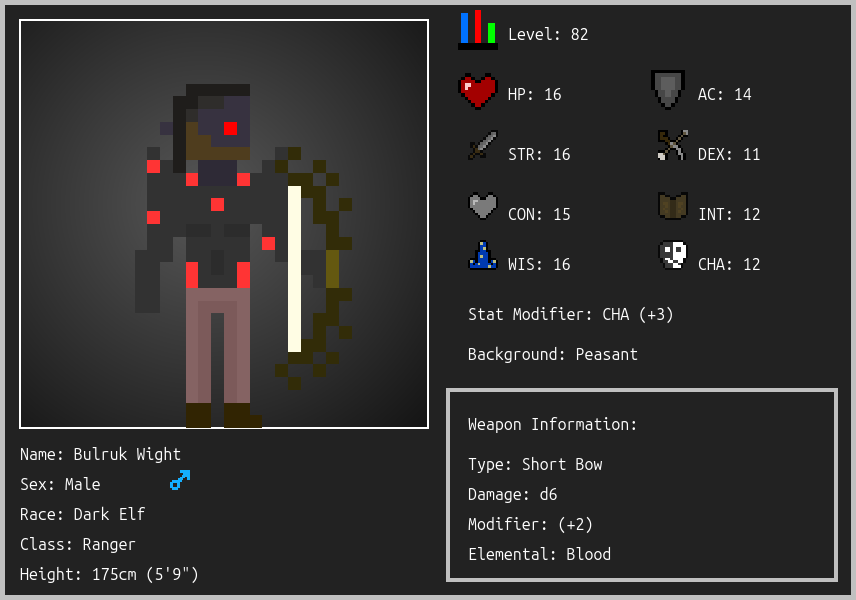 Level: 82
HP: 16
AC: 14
STR: 16
DEX: 11
CON: 15
INT: 12
WIS: 16
CHA: 12
Stat Modifier: CHA (+3)
Background: Peasant
Weapon Information:
Type: Short Bow
Damage: d6
Modifier: (+2)
Elemental: Blood
Name: Bulruk Wight
Sex: Male
Race: Dark Elf
Class: Ranger
Height: 175cm (5'9")